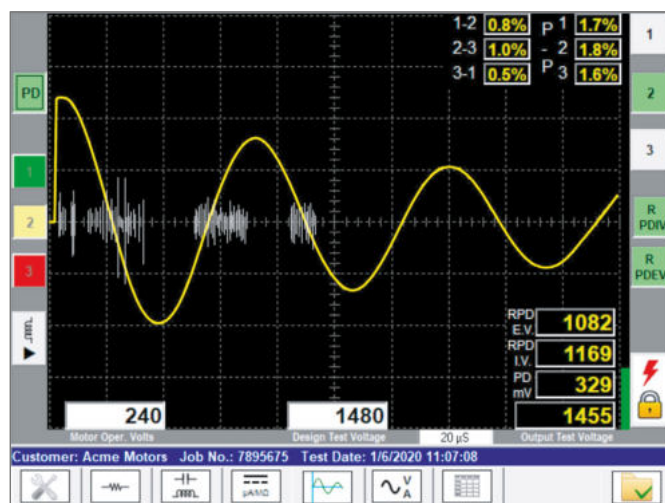 1-2 0.8% P 1 1.7%
2-3 1.0% - 2 1.8%
3-1 0.5% P 3 1.6%
PD
1
2
3
1
2
3
R PDIV
R PDEV
RPD E.V. 1082
RPD I.V. 1169
PD mV 329
240 1480 1455
Motor Oper. Volts Design Test Voltage 20 µS Output Test Voltage
Customer: Acme Motors Job No.: 7895675 Test Date: 1/6/2020 11:07:08
µAMΩ
V
A